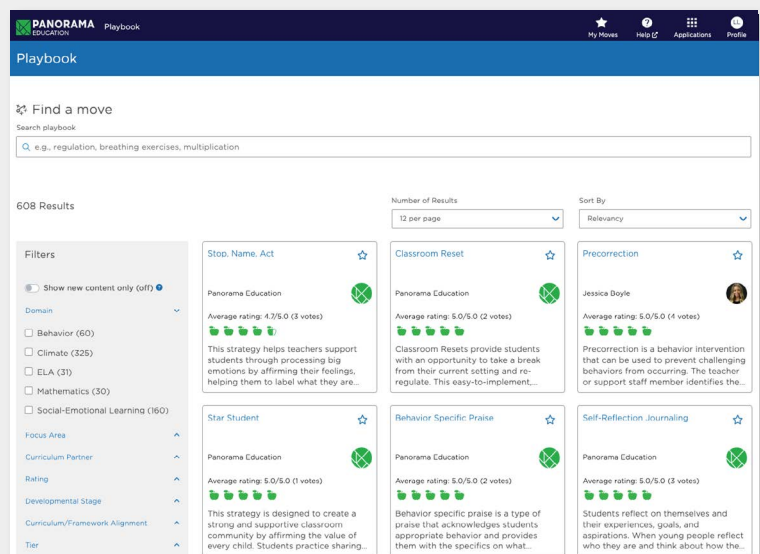 PANORAMA
EDUCATION
Playbook
My Moves
Help
Applications
LL
Profile
Playbook
Find a move
Search playbook
e.g., regulation, breathing exercises, multiplication
608 Results
Number of Results
12 per page
Sort By
Relevancy
Filters
Show new content only (off) ?
Domain
Behavior (60)
Climate (325)
ELA (31)
Mathematics (30)
Social-Emotional Learning (160)
Focus Area
Curriculum Partner
Rating
Developmental Stage
Curriculum/Framework Alignment
Tier
Stop. Name. Act
Panorama Education
Average rating: 4.7/5.0 (3 votes)
This strategy helps teachers support
students through processing big
emotions by affirming their feelings,
helping them to label what they are...
Classroom Reset
Panorama Education
Average rating: 5.0/5.0 (2 votes)
Classroom Resets provide students
with an opportunity to take a break
from their current setting and re-
regulate. This easy-to-implement,...
Precorrection
Jessica Boyle
Average rating: 5.0/5.0 (4 votes)
Precorrection is a behavior intervention
that can be used to prevent challenging
behaviors from occurring. The teacher
or support staff member identifies the...
Star Student
Panorama Education
Average rating: 5.0/5.0 (1 votes)
This strategy is designed to create a
strong and supportive classroom
community by affirming the value of
every child. Students practice sharing...
Behavior Specific Praise
Panorama Education
Average rating: 5.0/5.0 (2 votes)
Behavior specific praise is a type of
praise that acknowledges students
appropriate behavior and provides
them with the specifics on what...
Self-Reflection Journaling
Panorama Education
Average rating: 5.0/5.0 (3 votes)
Students reflect on themselves and
their experiences, goals, and
aspirations. When young people reflect
who they are and think about how the...